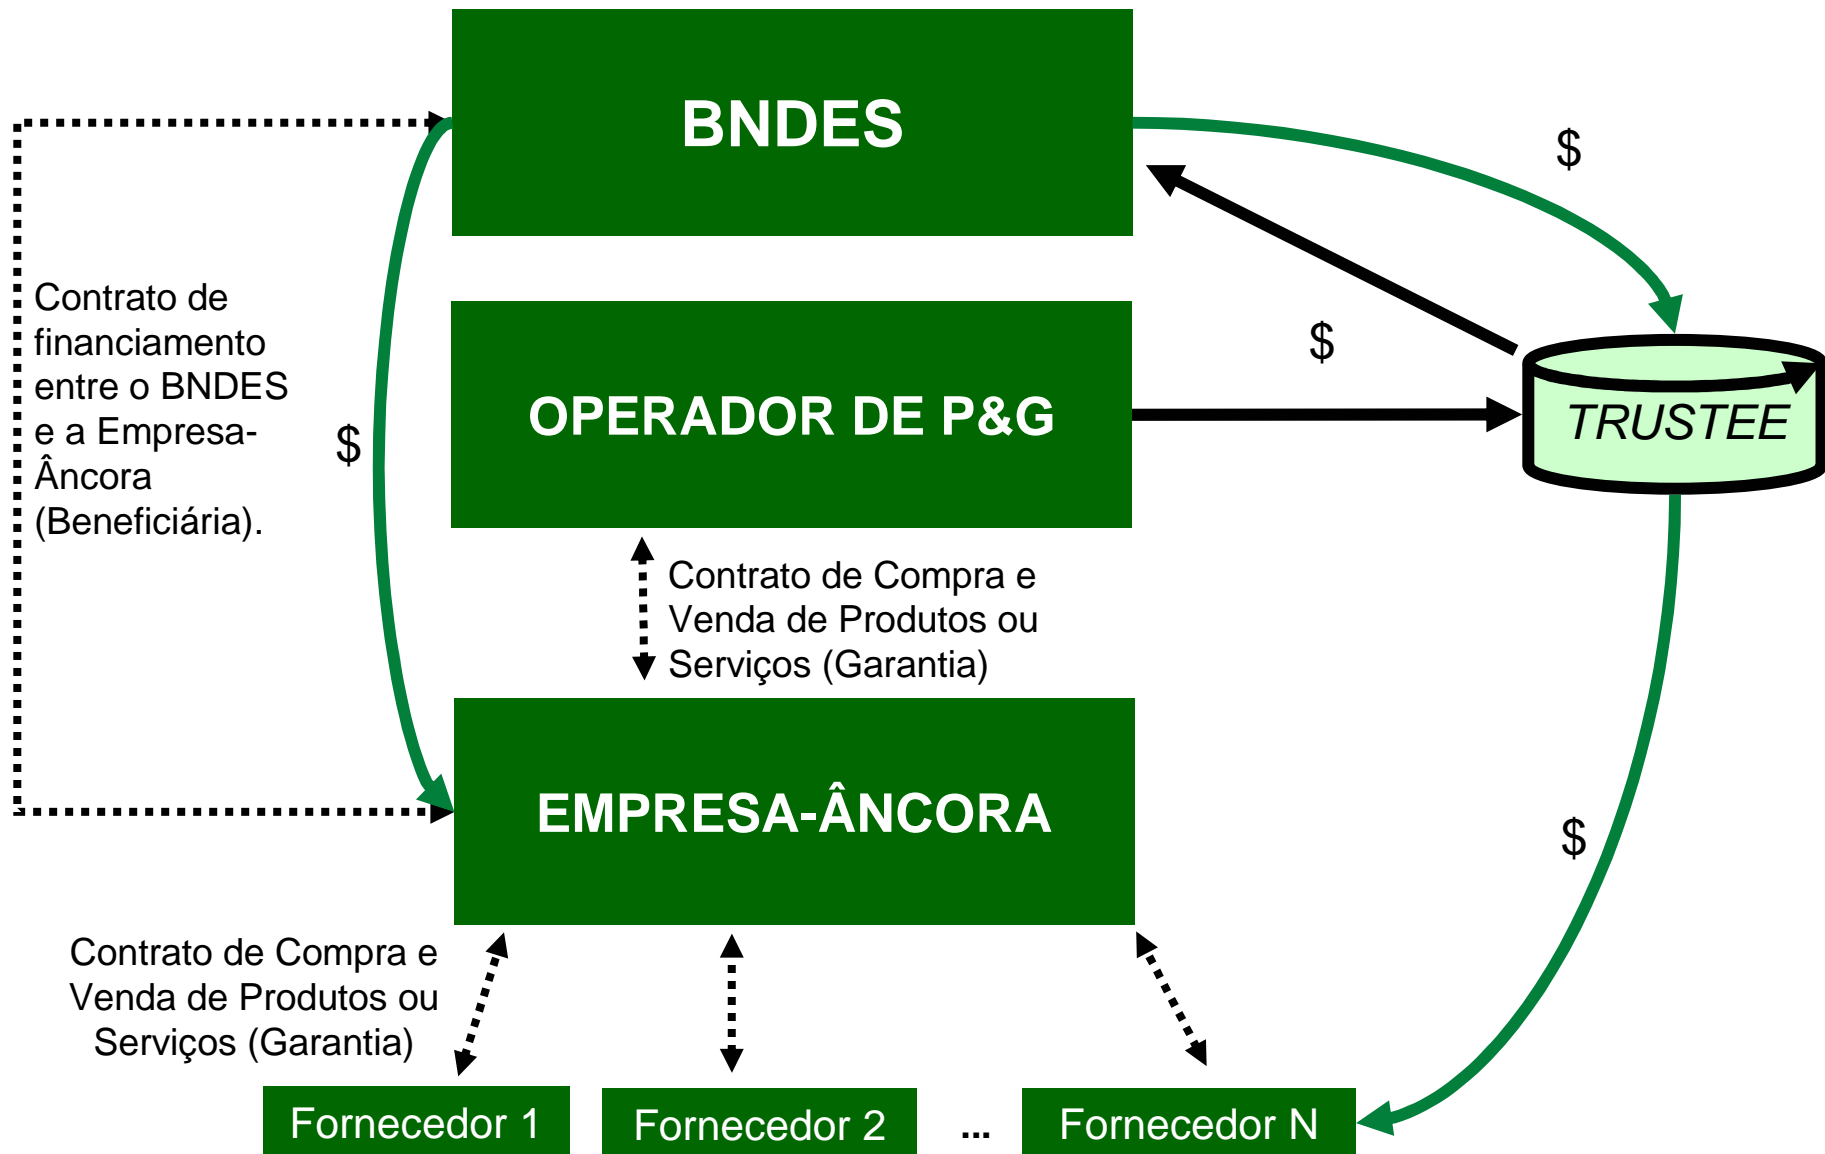 BNDES
$
Contrato de
financiamento
entre o BNDES
e a Empresa-
Âncora
(Beneficiária).
$
$
OPERADOR DE P&G
TRUSTEE
Contrato de Compra e
Venda de Produtos ou
Serviços (Garantia)
EMPRESA-ÂNCORA
$
Contrato de Compra e
Venda de Produtos ou
Serviços (Garantia)
Fornecedor 1
Fornecedor 2
...
Fornecedor N